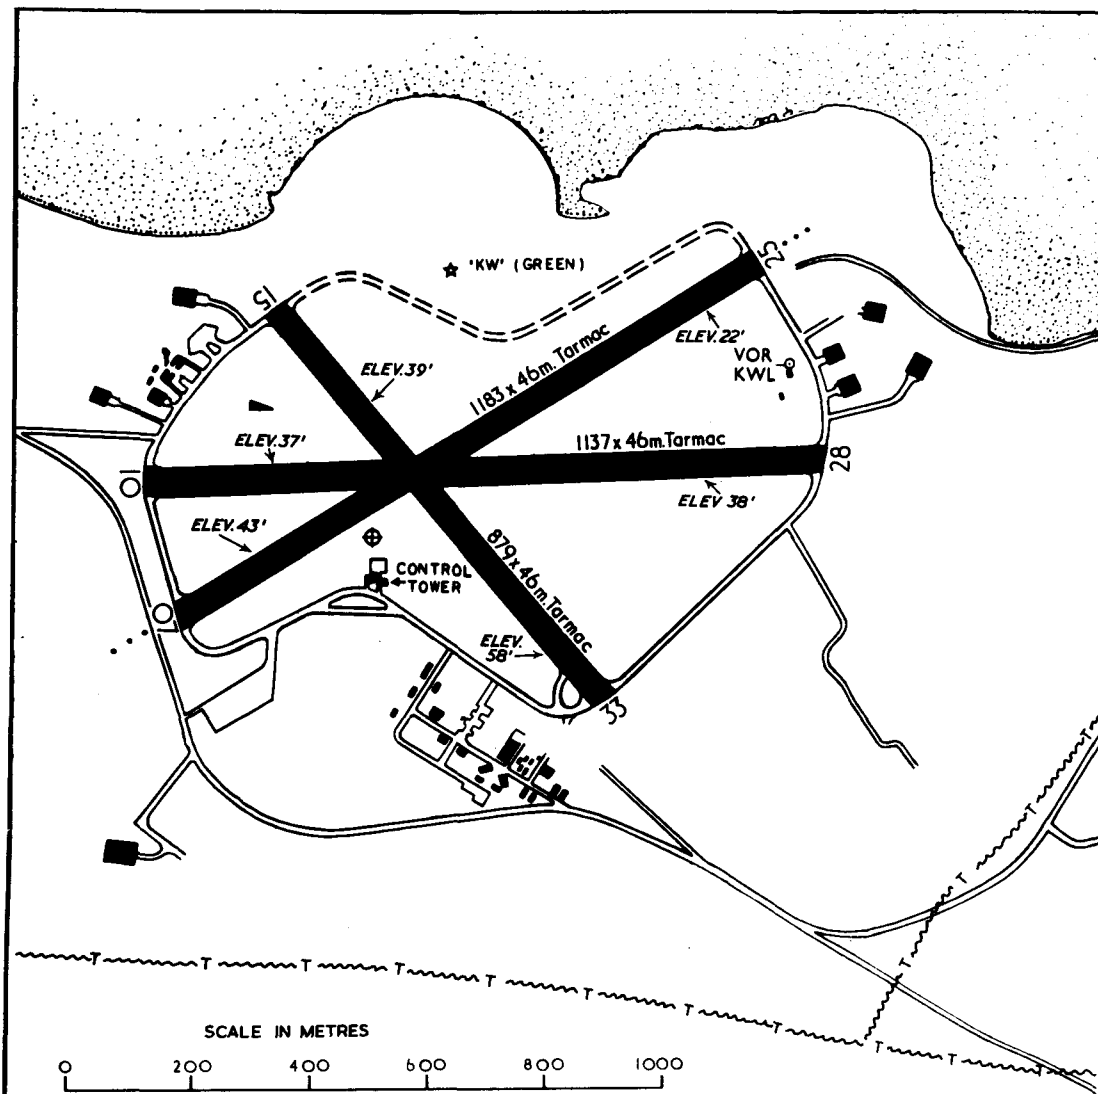 'KW' (GREEN)
25
15
ELEV. 22'
VOR
KWL
ELEV. 39'
1183 x 46m. Tarmac
ELEV. 37'
1137 x 46m. Tarmac
28
10
ELEV 38'
ELEV. 43'
CONTROL
TOWER
879 x 46m. Tarmac
07
ELEV.
58'
33
T
T
T T T T T T T T T T T
T
SCALE IN METRES
0 200 400 600 800 1000